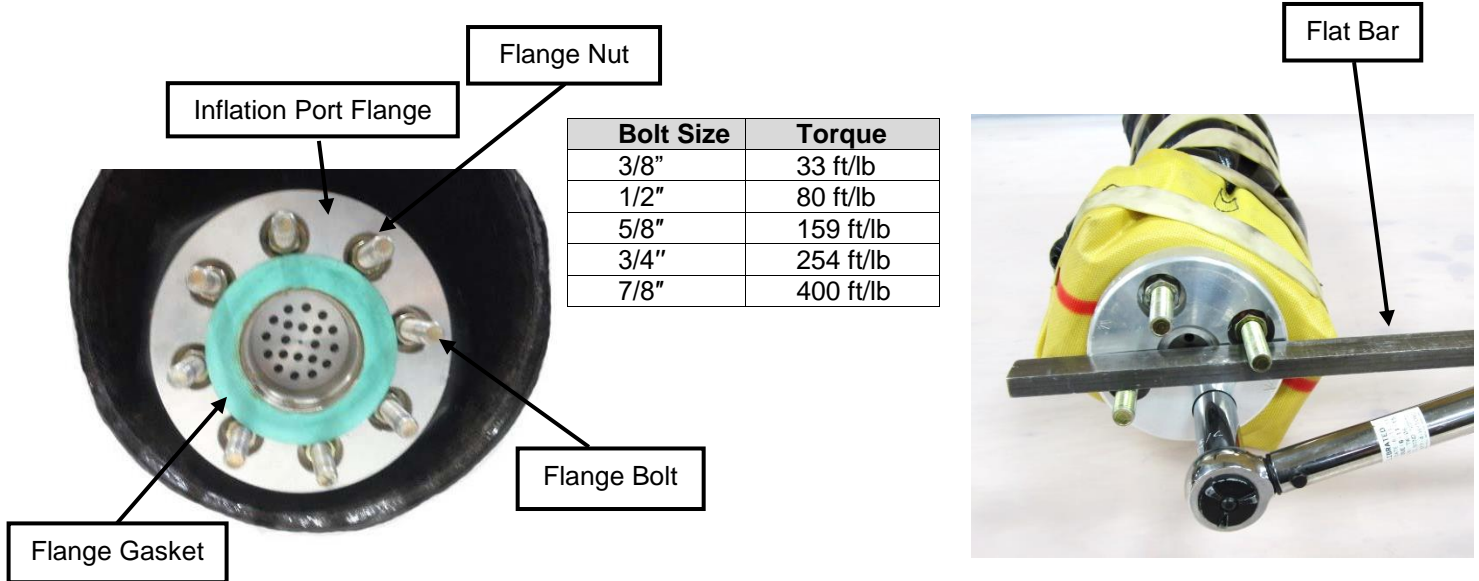 Flange Nut
Flat Bar
Inflation Port Flange
Bolt Size Torque
3/8” 33 ft/lb
1/2″ 80 ft/lb
5/8″ 159 ft/lb
3/4′′ 254 ft/lb
7/8″ 400 ft/lb
Flange Bolt
Flange Gasket